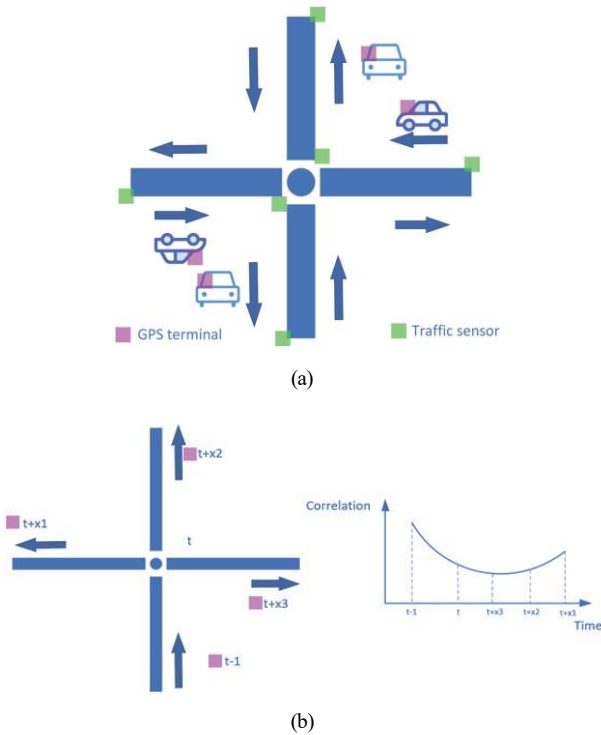 GPS terminal
Traffic sensor
(a)
t+x2
t+x1
t
t+x3
t-1
Correlation
t-1
t
t+x3
t+x2
t+x1
Time
(b)